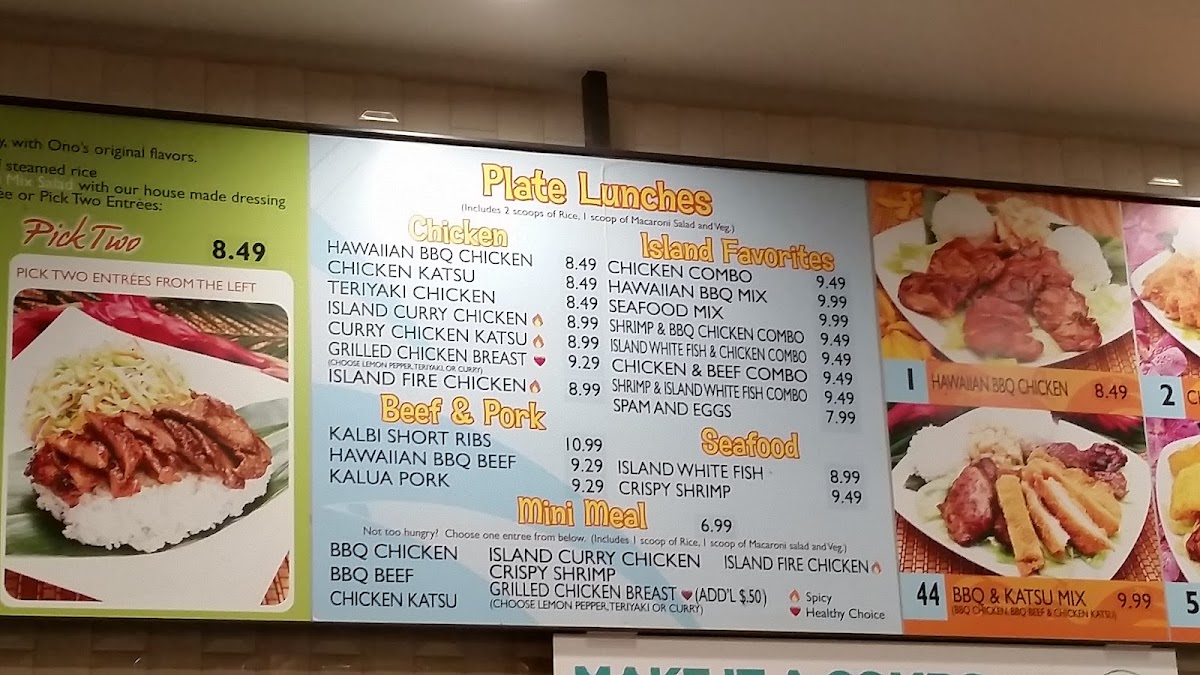 y, with Ono's original flavors.
steamed rice
Mix Salad with our house made dressing
ée or Pick Two Entrées:
Pick Two 8.49
PICK TWO ENTRÉES FROM THE LEFT
Plate Lunches
(Includes 2 scoops of Rice, 1 scoop of Macaroni Salad and Veg.)
Chicken
HAWAIIAN BBQ CHICKEN 8.49
CHICKEN KATSU 8.49
TERIYAKI CHICKEN 8.49
ISLAND CURRY CHICKEN 8.99
CURRY CHICKEN KATSU 8.99
GRILLED CHICKEN BREAST 9.29
(CHOOSE LEMON PEPPER, TERIYAKI OR CURRY)
ISLAND FIRE CHICKEN 8.99
Beef & Pork
KALBI SHORT RIBS 10.99
HAWAIIAN BBQ BEEF 9.29
KALUA PORK 9.29
Island Favorites
CHICKEN COMBO 9.49
HAWAIIAN BBQ MIX 9.99
SEAFOOD MIX 9.99
SHRIMP & BBQ CHICKEN COMBO 9.49
ISLAND WHITE FISH & CHICKEN COMBO 9.49
CHICKEN & BEEF COMBO 9.49
SHRIMP & ISLAND WHITE FISH COMBO 9.49
SPAM AND EGGS 7.99
Seafood
ISLAND WHITE FISH 8.99
CRISPY SHRIMP 9.49
Mini Meal 6.99
Not too hungry? Choose one entree from below. (Includes 1 scoop of Rice, 1 scoop of Macaroni salad and Veg.)
BBQ CHICKEN
BBQ BEEF
CHICKEN KATSU
ISLAND CURRY CHICKEN
CRISPY SHRIMP
GRILLED CHICKEN BREAST (ADD'L $.50)
(CHOOSE LEMON PEPPER, TERIYAKI OR CURRY)
ISLAND FIRE CHICKEN
Spicy
Healthy Choice
1 HAWAIIAN BBQ CHICKEN 8.49
2 C
44 BBQ & KATSU MIX 9.99
(BBQ CHICKEN, BBQ BEEF & CHICKEN KATSU)
5
MAKE IT A COMBO